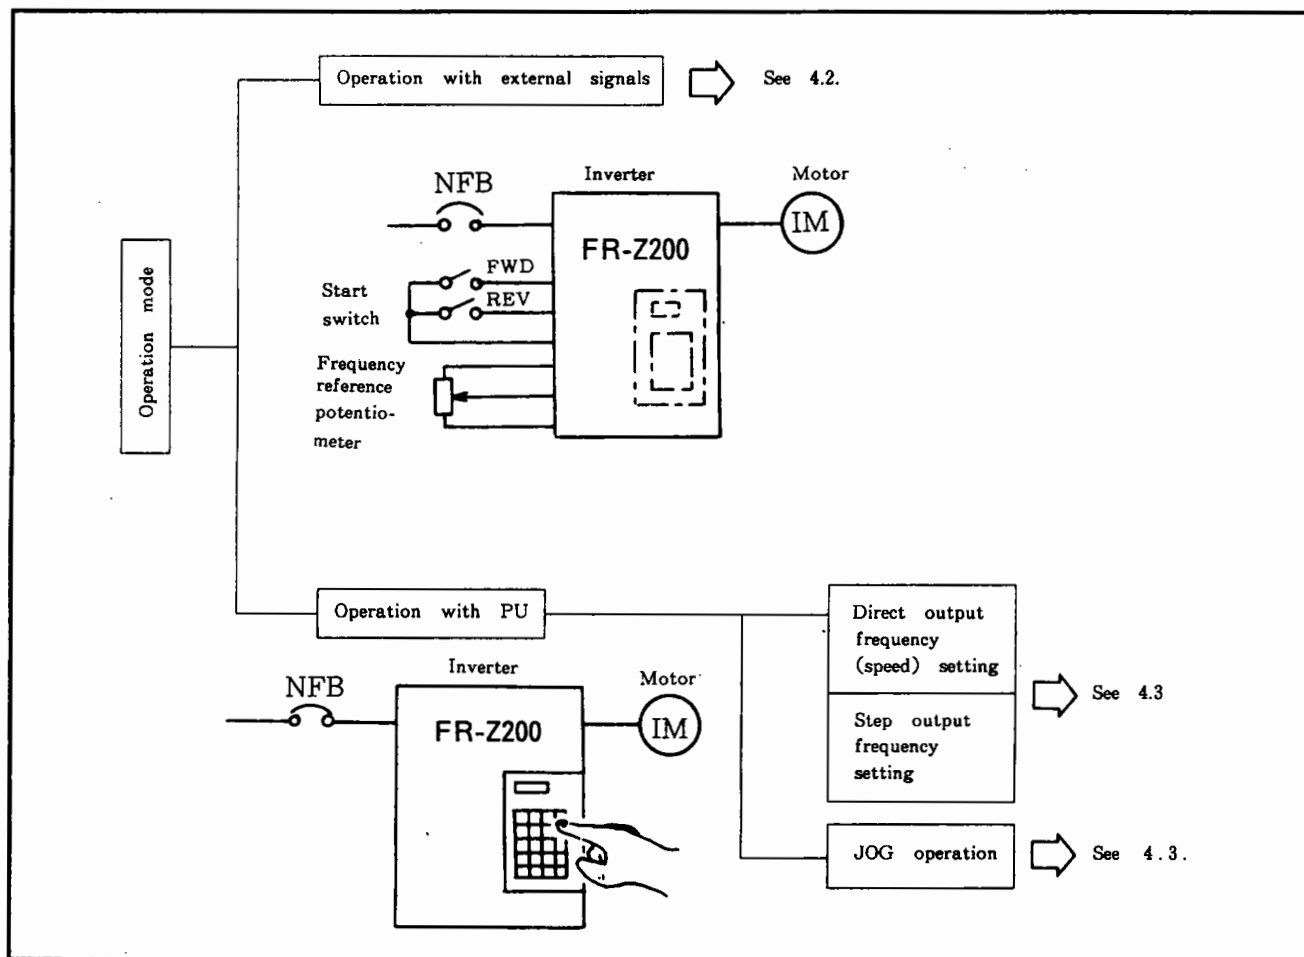 Operation with external signals
See 4.2.
Operation mode
Inverter
Motor
NFB
IM
FR-Z200
FWD
REV
Start
switch
Frequency
reference
potentio-
meter
Operation with PU
Direct output
frequency
(speed) setting
See 4.3
Step output
frequency
setting
JOG operation
See 4.3.
Inverter
Motor
NFB
FR-Z200
IM